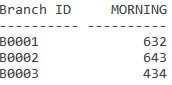 Branch ID     MORNING
---------- ----------
B0001             632
B0002             643
B0003             434